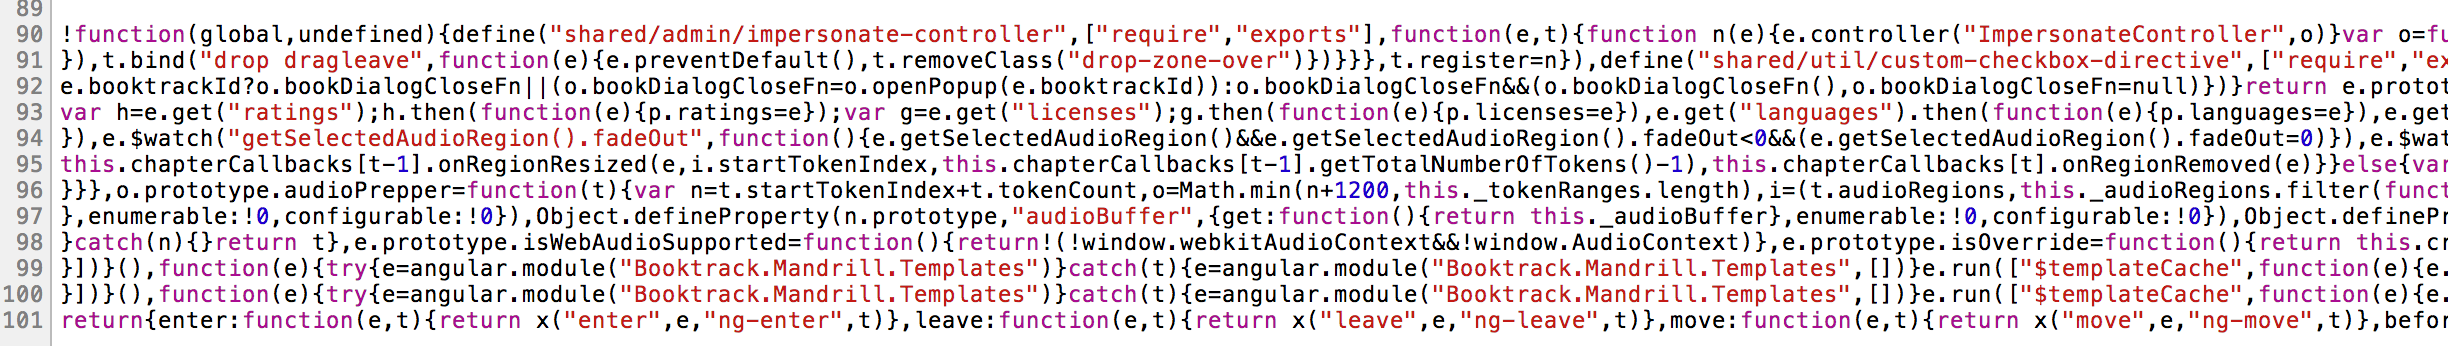 89
90 !function(global,undefined){define("shared/admin/impersonate-controller",["require","exports"],function(e,t){function n(e){e.controller("ImpersonateController",o)}var o=fu
91 }),t.bind("drop dragleave",function(e){e.preventDefault(),t.removeClass("drop-zone-over")})}}},t.register=n}),define("shared/util/custom-checkbox-directive",["require","ex
92 e.booktrackId?o.bookDialogCloseFn||(o.bookDialogCloseFn=o.openPopup(e.booktrackId)):o.bookDialogCloseFn&&(o.bookDialogCloseFn(),o.bookDialogCloseFn=null)})}return e.protot
93 var h=e.get("ratings");h.then(function(e){p.ratings=e});var g=e.get("licenses");g.then(function(e){p.licenses=e}),e.get("languages").then(function(e){p.languages=e}),e.get
94 }),e.$watch("getSelectedAudioRegion().fadeOut",function(){e.getSelectedAudioRegion()&&e.getSelectedAudioRegion().fadeOut<0&&(e.getSelectedAudioRegion().fadeOut=0)}),e.$wat
95 this.chapterCallbacks[t-1].onRegionResized(e,i.startTokenIndex,this.chapterCallbacks[t-1].getTotalNumberOfTokens()-1),this.chapterCallbacks[t].onRegionRemoved(e)}}else{var
96 }}},o.prototype.audioPrepper=function(t){var n=t.startTokenIndex+t.tokenCount,o=Math.min(n+1200,this._tokenRanges.length),i=(t.audioRegions,this._audioRegions.filter(funct
97 },enumerable:!0,configurable:!0}),Object.defineProperty(n.prototype,"audioBuffer",{get:function(){return this._audioBuffer},enumerable:!0,configurable:!0}),Object.definePr
98 }catch(n){}return t},e.prototype.isWebAudioSupported=function(){return!(!window.webkitAudioContext&&!window.AudioContext)},e.prototype.isOverride=function(){return this.cr
99 }])}(),function(e){try{e=angular.module("Booktrack.Mandrill.Templates")}catch(t){e=angular.module("Booktrack.Mandrill.Templates",[])}e.run(["$templateCache",function(e){e.
100 }])}(),function(e){try{e=angular.module("Booktrack.Mandrill.Templates")}catch(t){e=angular.module("Booktrack.Mandrill.Templates",[])}e.run(["$templateCache",function(e){e.
101 return{enter:function(e,t){return x("enter",e,"ng-enter",t)},leave:function(e,t){return x("leave",e,"ng-leave",t)},move:function(e,t){return x("move",e,"ng-move",t)},befor